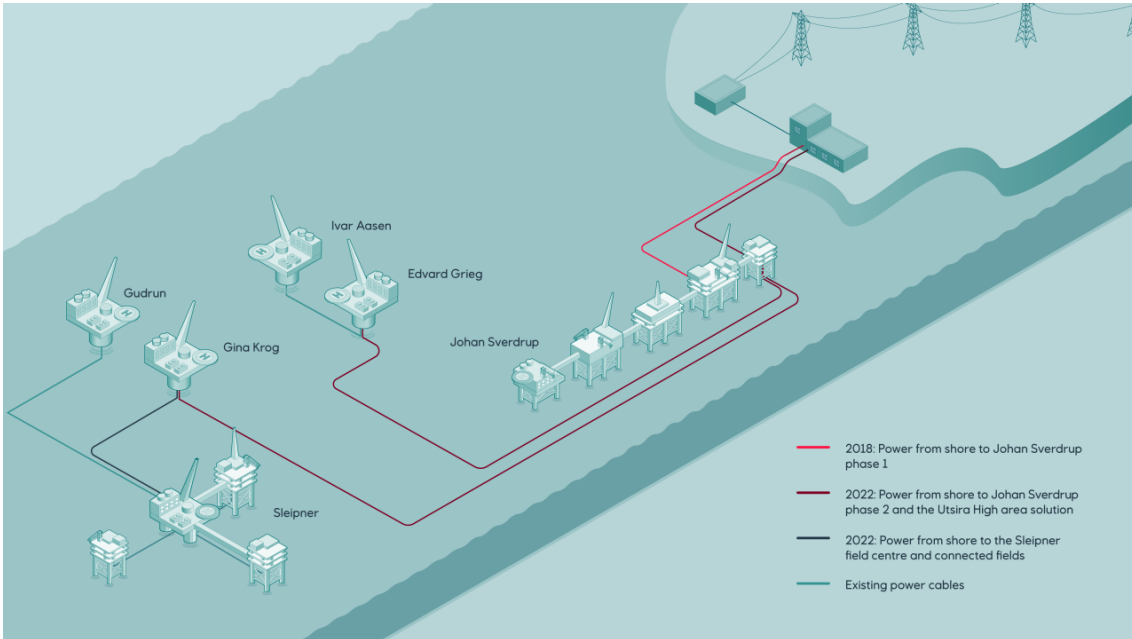 Ivar Aasen
Edvard Grieg
Gudrun
Gina Krog
Johan Sverdrup
Sleipner
H
H
H
H
2018: Power from shore to Johan Sverdrup
phase 1
2022: Power from shore to Johan Sverdrup
phase 2 and the Utsira High area solution
2022: Power from shore to the Sleipner
field centre and connected fields
Existing power cables